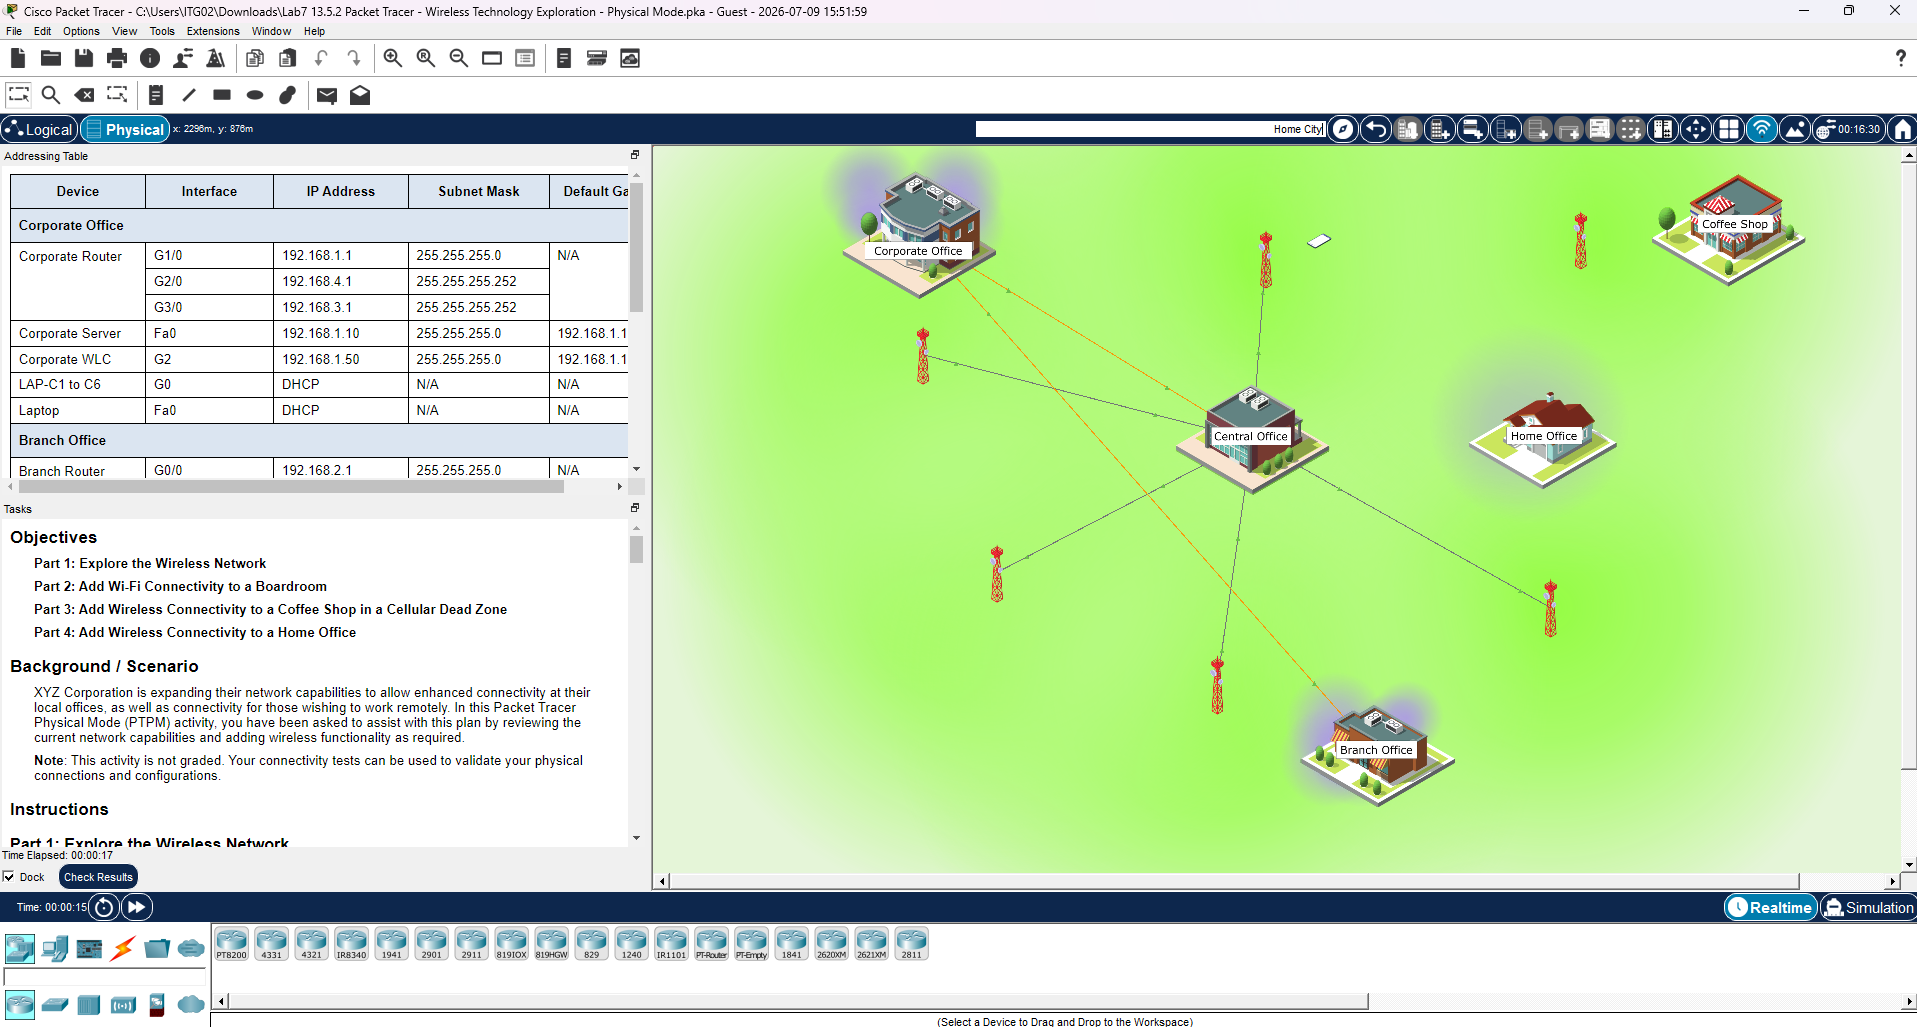 Cisco Packet Tracer - C:\Users\ITG02\Downloads\Lab7 13.5.2 Packet Tracer - Wireless Technology Exploration - Physical Mode.pka - Guest - 2026-07-09 15:51:59
File Edit Options View Tools Extensions Window Help
Logical Physical x: 2296m, y: 876m Home City 00:16:30
Addressing Table
Device Interface IP Address Subnet Mask Default Ga
Corporate Office
Corporate Router G1/0 192.168.1.1 255.255.255.0 N/A
G2/0 192.168.4.1 255.255.255.252
G3/0 192.168.3.1 255.255.255.252
Corporate Server Fa0 192.168.1.10 255.255.255.0 192.168.1.1
Corporate WLC G2 192.168.1.50 255.255.255.0 192.168.1.1
LAP-C1 to C6 G0 DHCP N/A N/A
Laptop Fa0 DHCP N/A N/A
Branch Office
Branch Router G0/0 192.168.2.1 255.255.255.0 N/A
Tasks
Objectives
Part 1: Explore the Wireless Network
Part 2: Add Wi-Fi Connectivity to a Boardroom
Part 3: Add Wireless Connectivity to a Coffee Shop in a Cellular Dead Zone
Part 4: Add Wireless Connectivity to a Home Office
Background / Scenario
XYZ Corporation is expanding their network capabilities to allow enhanced connectivity at their
local offices, as well as connectivity for those wishing to work remotely. In this Packet Tracer
Physical Mode (PTPM) activity, you have been asked to assist with this plan by reviewing the
current network capabilities and adding wireless functionality as required.
Note: This activity is not graded. Your connectivity tests can be used to validate your physical
connections and configurations.
Instructions
Part 1: Explore the Wireless Network
Time Elapsed: 00:00:17
Dock Check Results
Coffee Shop
Corporate Office
Central Office
Home Office
Branch Office
Time: 00:00:15 Realtime Simulation
PT8200 4331 4321 IR8340 1941 2901 2911 819IOX 819HGW 829 1240 IR1101 PT-Router PT-Empty 1841 2620XM 2621XM 2811
(Select a Device to Drag and Drop to the Workspace)